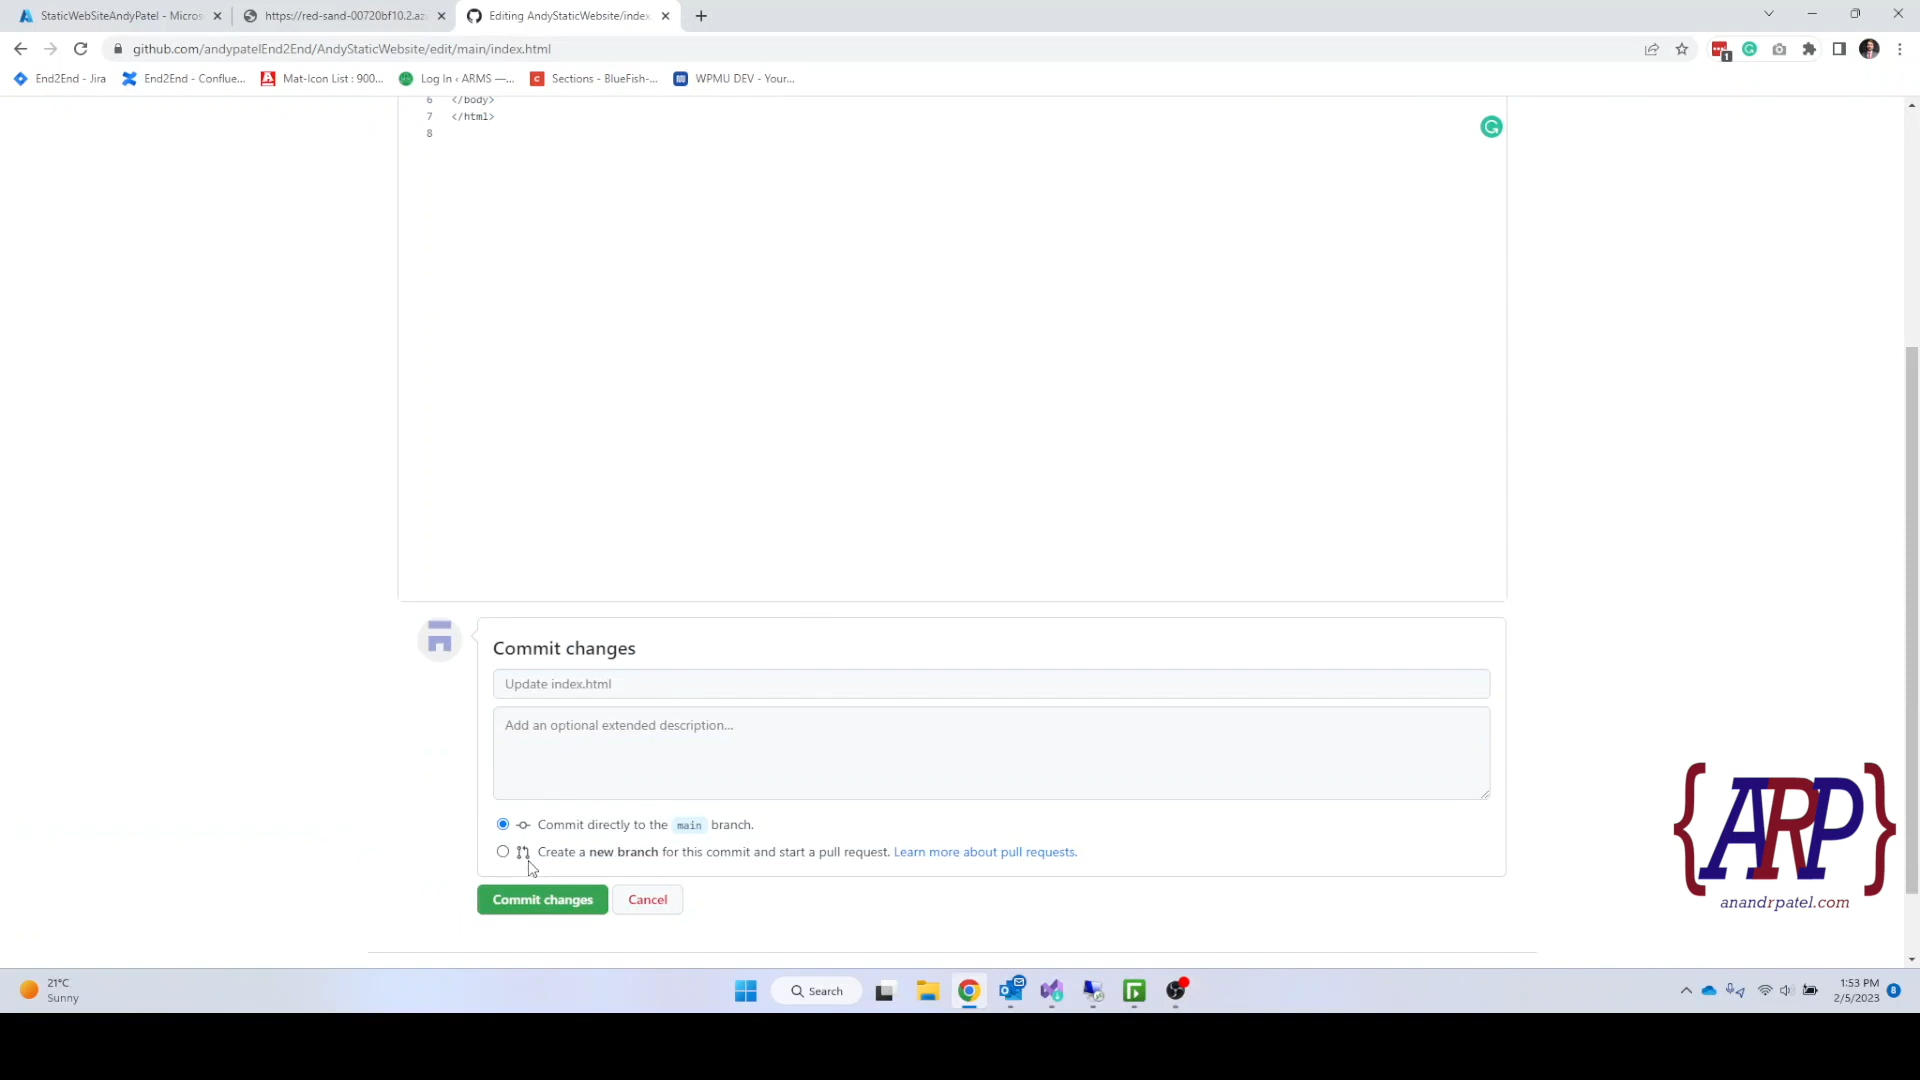 StaticWebSiteAndyPatel - Micros
https://red-sand-00720bf10.2.az
Editing AndyStaticWebsite/index.
github.com/andypatelEnd2End/AndyStaticWebsite/edit/main/index.html
End2End - Jira
End2End - Conflue...
Mat-Icon List : 900...
Log In ‹ ARMS —...
Sections - BlueFish-...
WPMU DEV - Your...
6 </body>
7 </html>
8
Commit changes
Update index.html
Add an optional extended description...
Commit directly to the main branch.
Create a new branch for this commit and start a pull request. Learn more about pull requests.
Commit changes
Cancel
{ARP}
anandrpatel.com
21°C
Sunny
Search
1:53 PM
2/5/2023
8